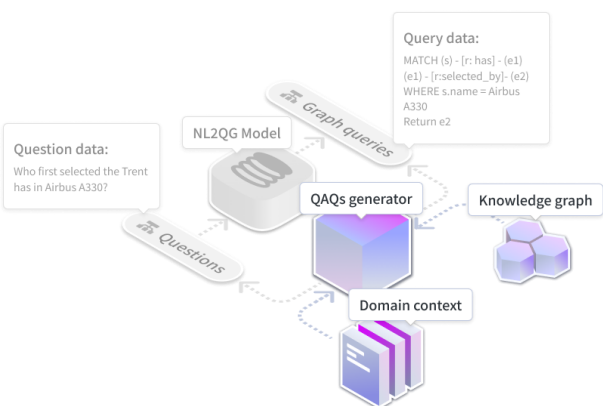 Query data:
MATCH (s) - [r: has] - (e1)
(e1) - [r:selected_by]- (e2)
WHERE s.name = Airbus
A330
Return e2
Graph queries
NL2QG Model
Question data:
Who first selected the Trent
has in Airbus A330?
QAQs generator
Knowledge graph
Questions
Domain context